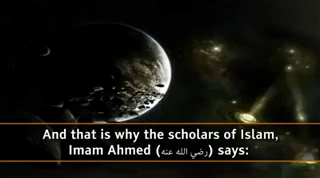 And that is why the scholars of Islam,
Imam Ahmed (رضي الله عنه) says: